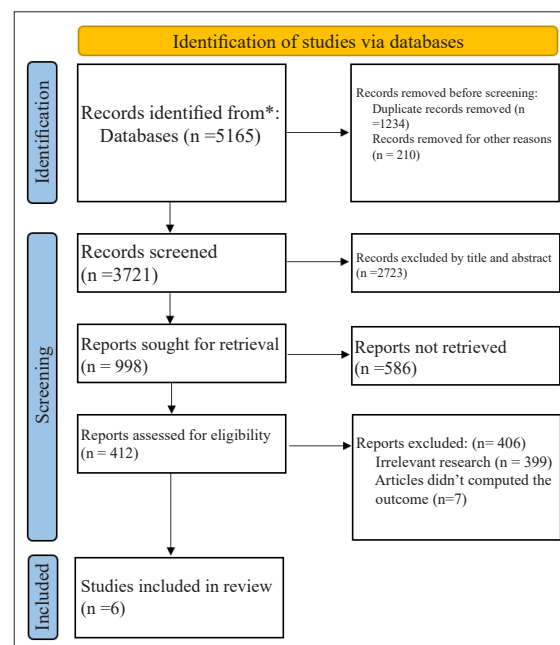 Identification of studies via databases
Identification
Records identified from*:
Databases (n =5165)
Records removed before screening:
Duplicate records removed (n
=1234)
Records removed for other reasons
(n = 210)
Screening
Records screened
(n =3721)
Records excluded by title and abstract
(n =2723)
Reports sought for retrieval
(n = 998)
Reports not retrieved
(n =586)
Reports assessed for eligibility
(n = 412)
Reports excluded: (n= 406)
Irrelevant research (n = 399)
Articles didn’t computed the
outcome (n=7)
Included
Studies included in review
(n =6)